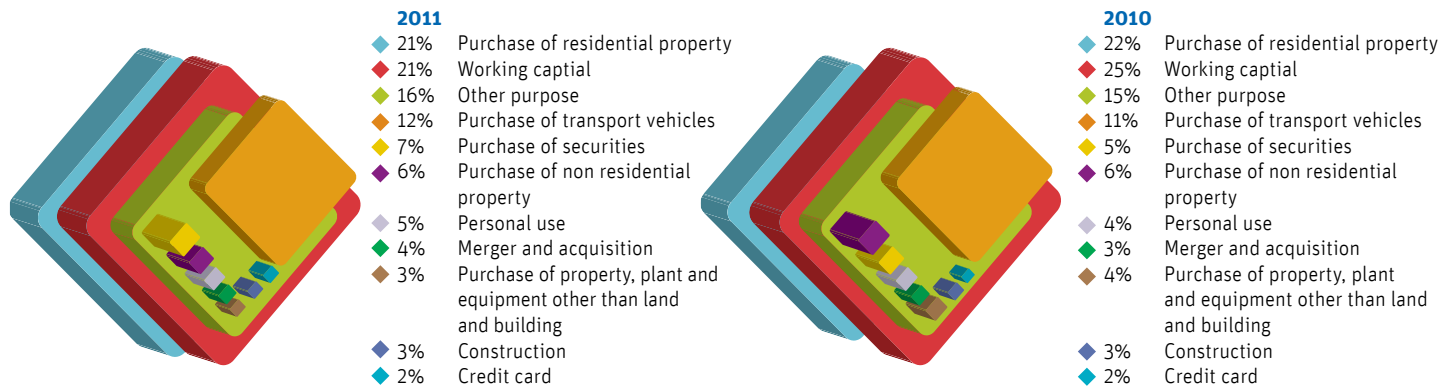 2011
21% Purchase of residential property
21% Working captial
16% Other purpose
12% Purchase of transport vehicles
7% Purchase of securities
6% Purchase of non residential
property
5% Personal use
4% Merger and acquisition
3% Purchase of property, plant and
equipment other than land
and building
3% Construction
2% Credit card
2010
22% Purchase of residential property
25% Working captial
15% Other purpose
11% Purchase of transport vehicles
5% Purchase of securities
6% Purchase of non residential
property
4% Personal use
3% Merger and acquisition
4% Purchase of property, plant
and equipment other than land
and building
3% Construction
2% Credit card